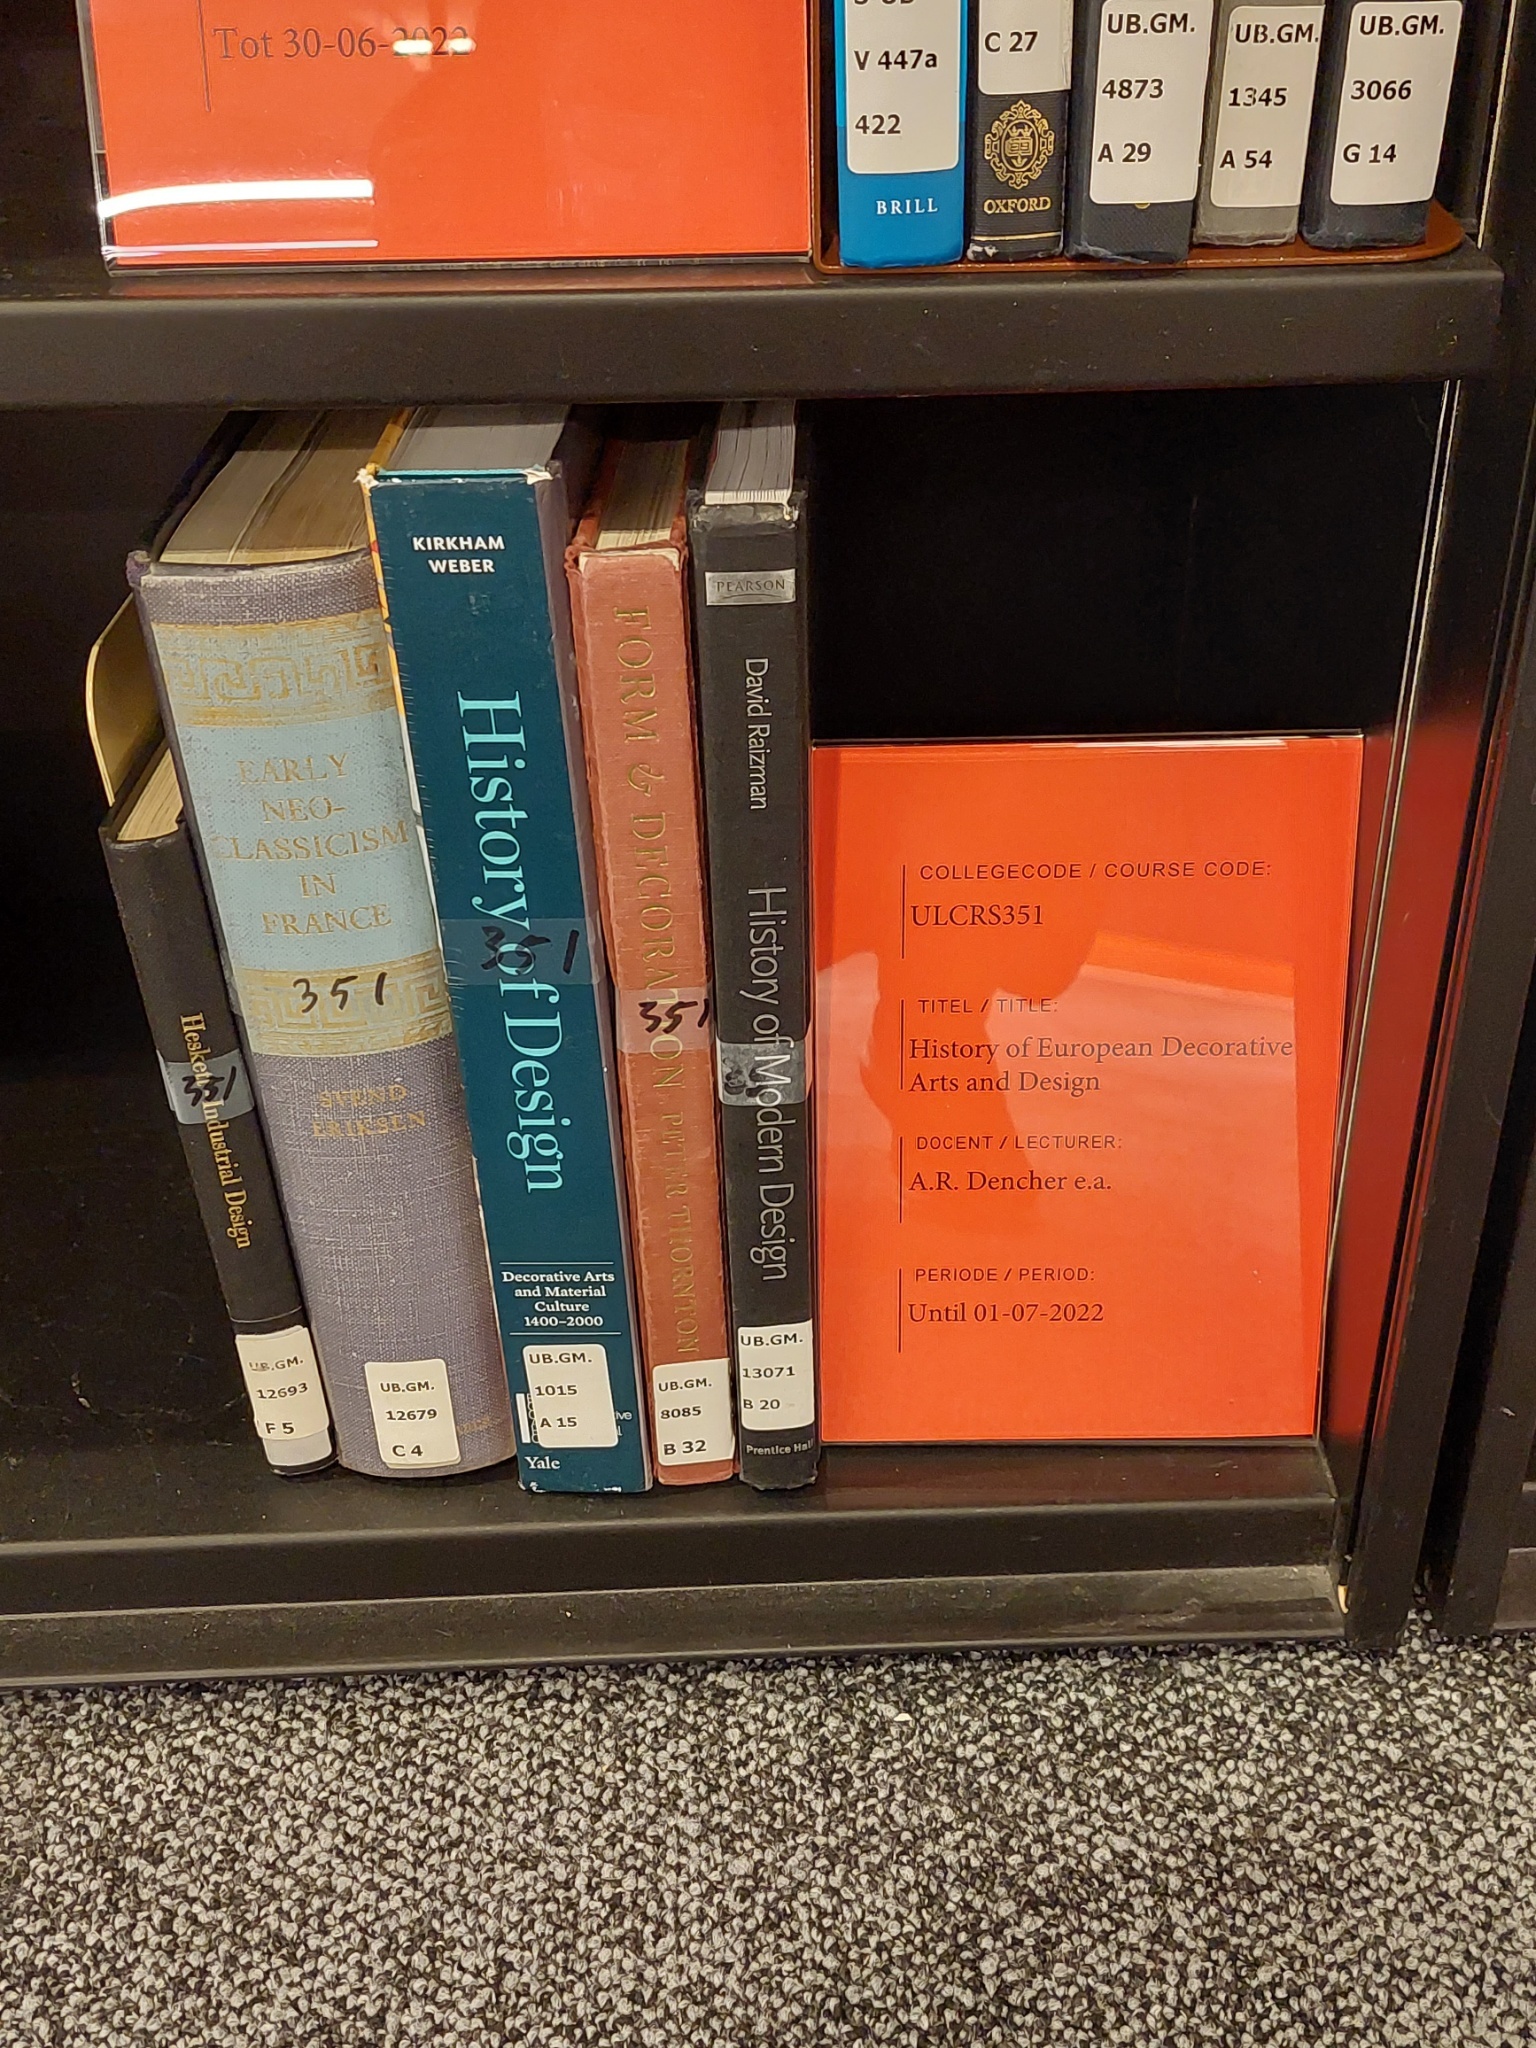 Tot 30-06-2022
V 447a
422
BRILL
C 27
OXFORD
UB.GM.
4873
A 29
UB.GM.
1345
A 54
UB.GM.
3066
G 14
Industrial Design
351
UB.GM.
12693
F 5
EARLY
NEO-
CLASSICISM
IN
FRANCE
351
SVEND
ERIKSEN
UB.GM.
12679
C 4
KIRKHAM
WEBER
History of Design
351
Decorative Arts
and Material
Culture
1400–2000
UB.GM.
1015
A 15
Yale
FORM & DECORATION, PETER THORNTON
351
UB.GM.
8085
B 32
PEARSON
David Raizman
History of Modern Design
UB.GM.
13071
B 20
Prentice Hall
COLLEGECODE / COURSE CODE:
ULCRS351
TITEL / TITLE:
History of European Decorative
Arts and Design
DOCENT / LECTURER:
A.R. Dencher e.a.
PERIODE / PERIOD:
Until 01-07-2022